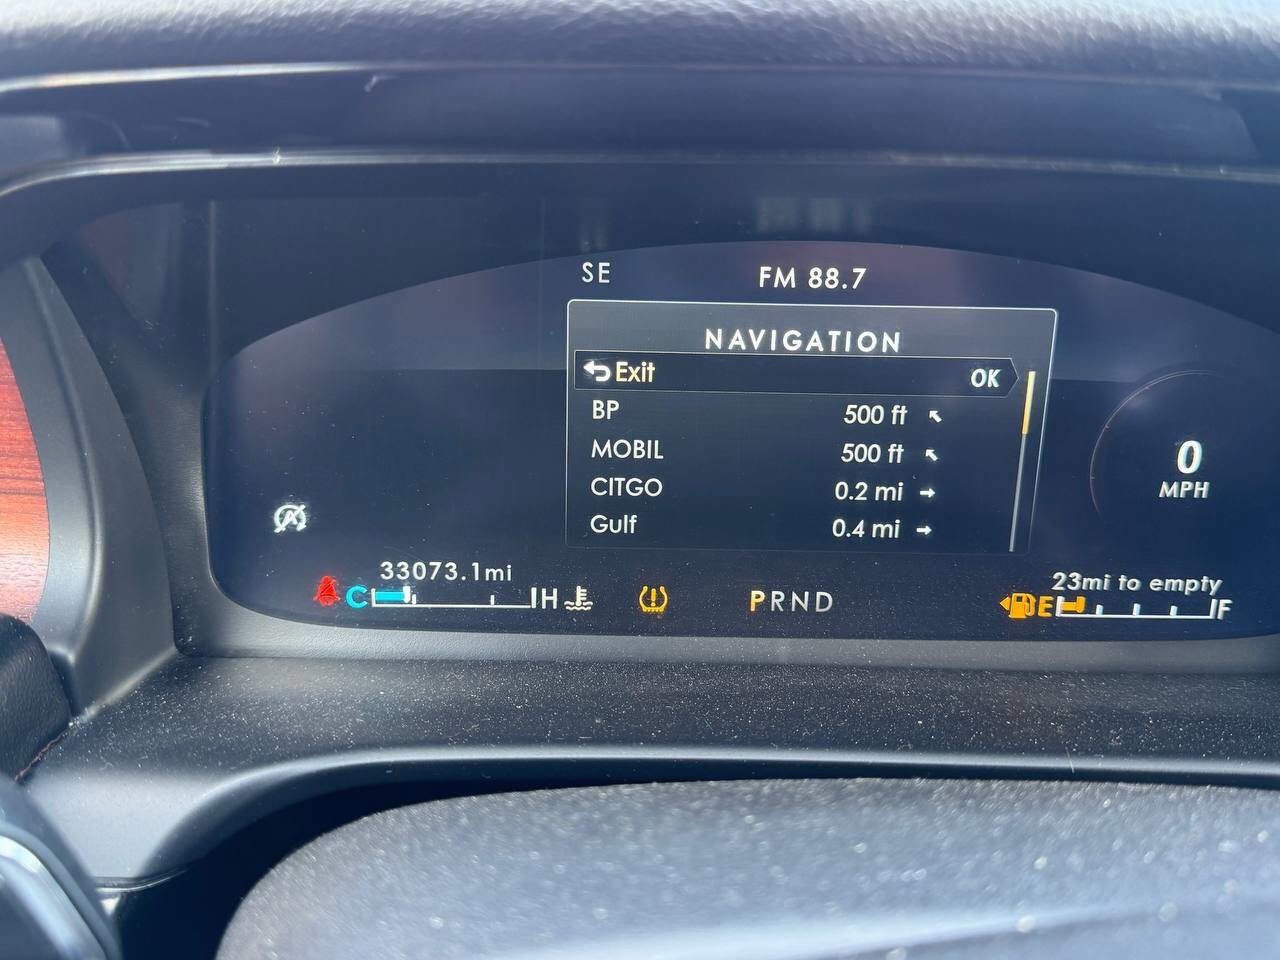 SE FM 88.7
NAVIGATION
Exit OK
BP 500 ft
MOBIL 500 ft
CITGO 0.2 mi
Gulf 0.4 mi
0
MPH
A
33073.1mi
23mi to empty
C H
PRND
E F